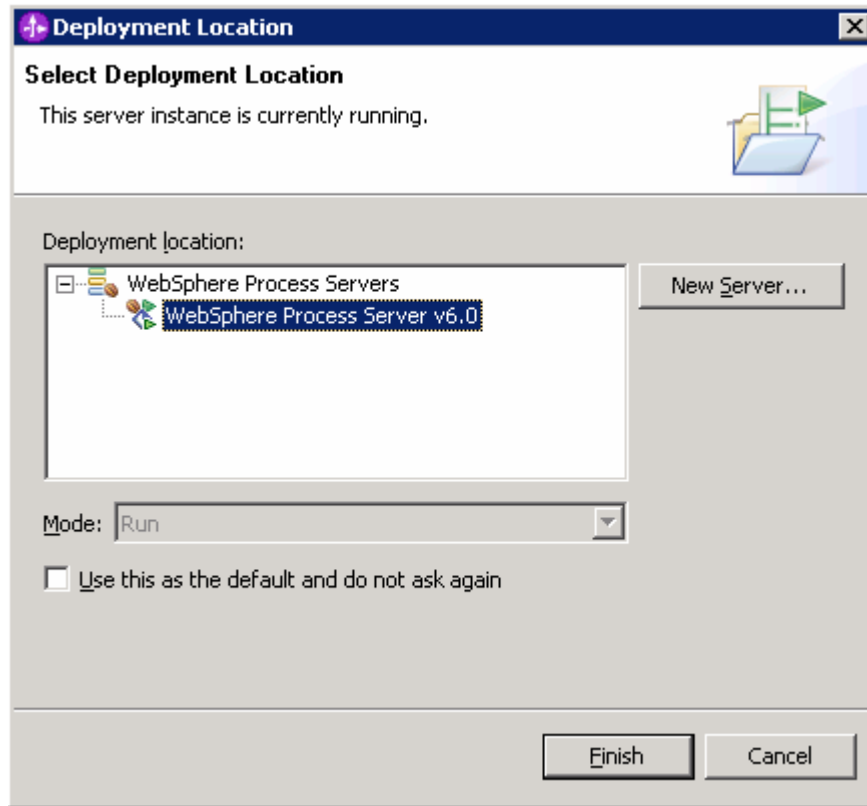 Deployment Location
Select Deployment Location
This server instance is currently running.
Deployment location:
WebSphere Process Servers
New Server...
WebSphere Process Server v6.0
Mode: Run
Use this as the default and do not ask again
Finish Cancel